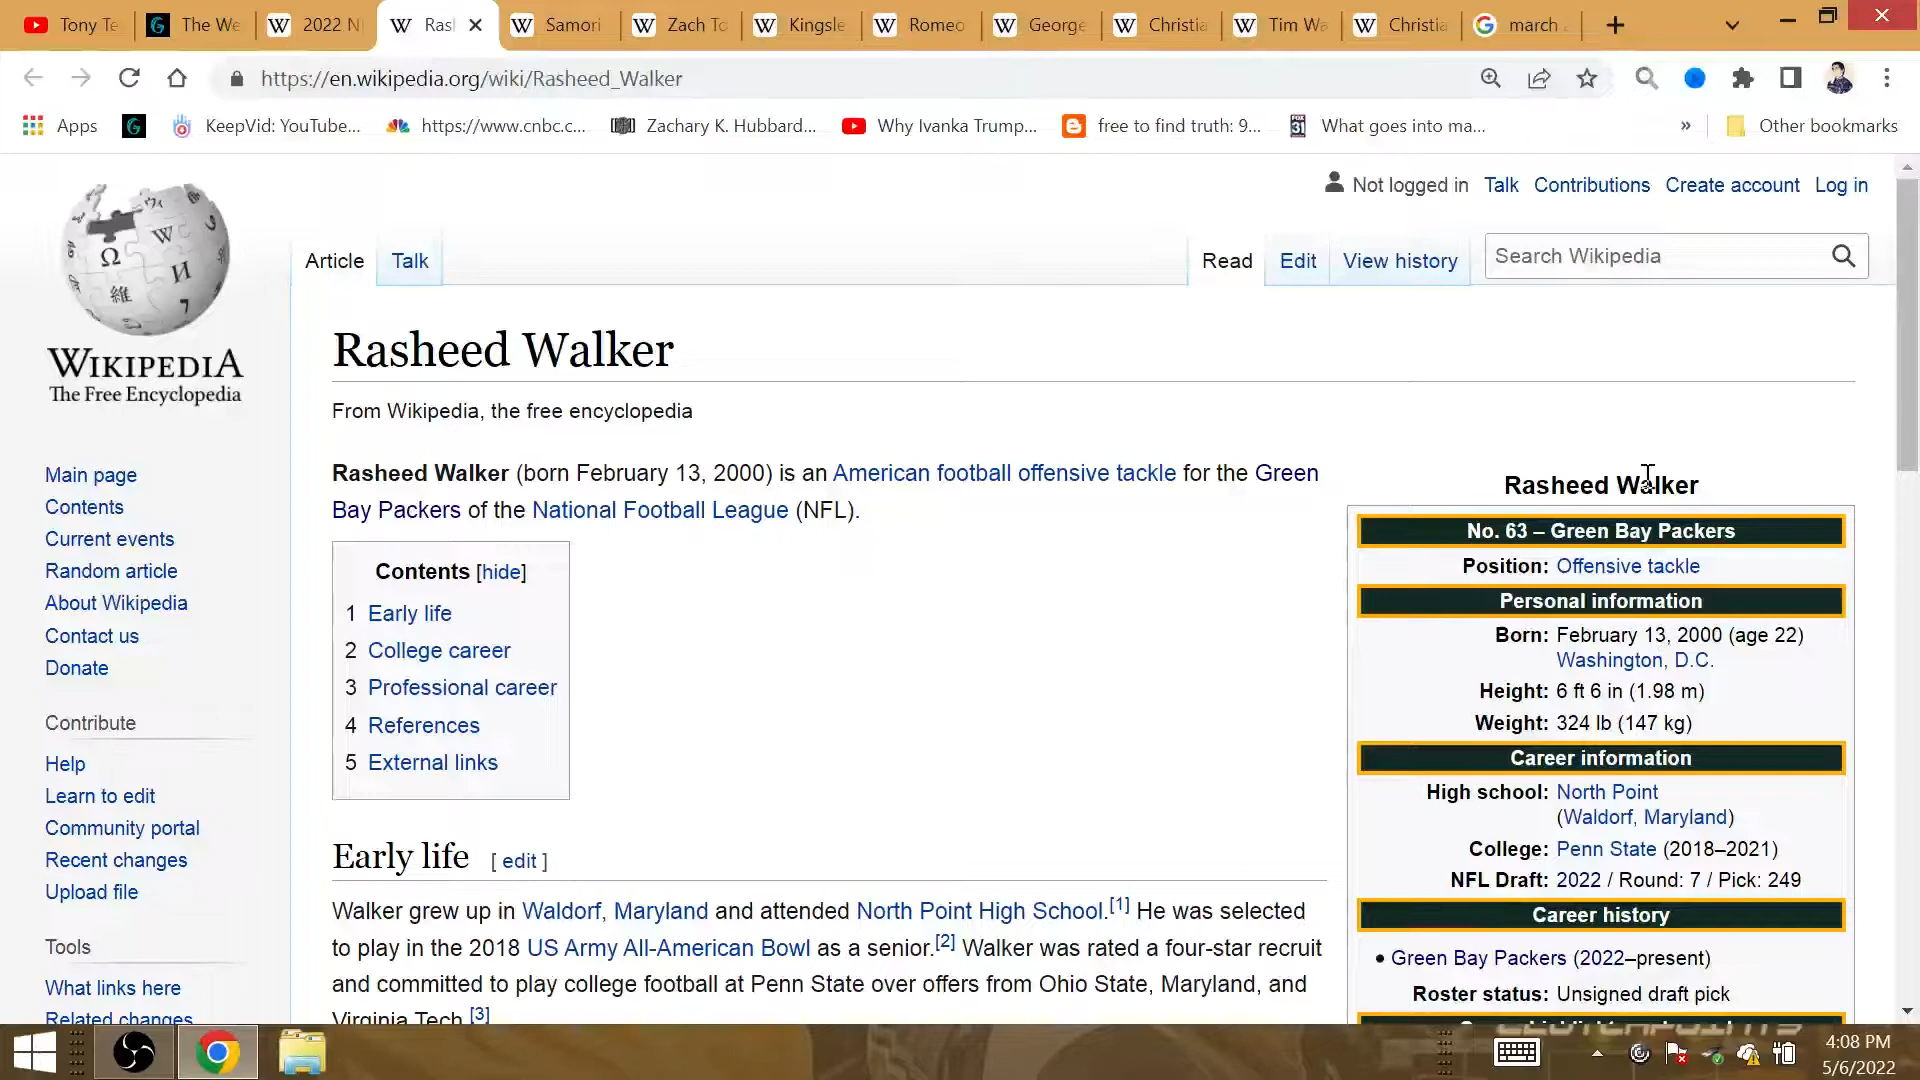 Tony Te
The We
2022 N
Ras
Samori
Zach To
Kingsle
Romeo
George
Christia
Tim Wa
Christia
march
https://en.wikipedia.org/wiki/Rasheed_Walker
Apps
KeepVid: YouTube...
https://www.cnbc.c...
Zachary K. Hubbard...
Why Ivanka Trump...
free to find truth: 9...
What goes into ma...
»
Other bookmarks
Not logged in Talk Contributions Create account Log in
Article Talk Read Edit View history Search Wikipedia
WIKIPEDIA
The Free Encyclopedia
Main page
Contents
Current events
Random article
About Wikipedia
Contact us
Donate
Contribute
Help
Learn to edit
Community portal
Recent changes
Upload file
Tools
What links here
Related changes
Rasheed Walker
From Wikipedia, the free encyclopedia
Rasheed Walker (born February 13, 2000) is an American football offensive tackle for the Green
Bay Packers of the National Football League (NFL).
Contents [hide]
1 Early life
2 College career
3 Professional career
4 References
5 External links
Early life [ edit ]
Walker grew up in Waldorf, Maryland and attended North Point High School.[1] He was selected
to play in the 2018 US Army All-American Bowl as a senior.[2] Walker was rated a four-star recruit
and committed to play college football at Penn State over offers from Ohio State, Maryland, and
Virginia Tech.[3]
Rasheed Walker
No. 63 – Green Bay Packers
Position: Offensive tackle
Personal information
Born: February 13, 2000 (age 22)
Washington, D.C.
Height: 6 ft 6 in (1.98 m)
Weight: 324 lb (147 kg)
Career information
High school: North Point
(Waldorf, Maryland)
College: Penn State (2018–2021)
NFL Draft: 2022 / Round: 7 / Pick: 249
Career history
• Green Bay Packers (2022–present)
Roster status: Unsigned draft pick
4:08 PM
5/6/2022